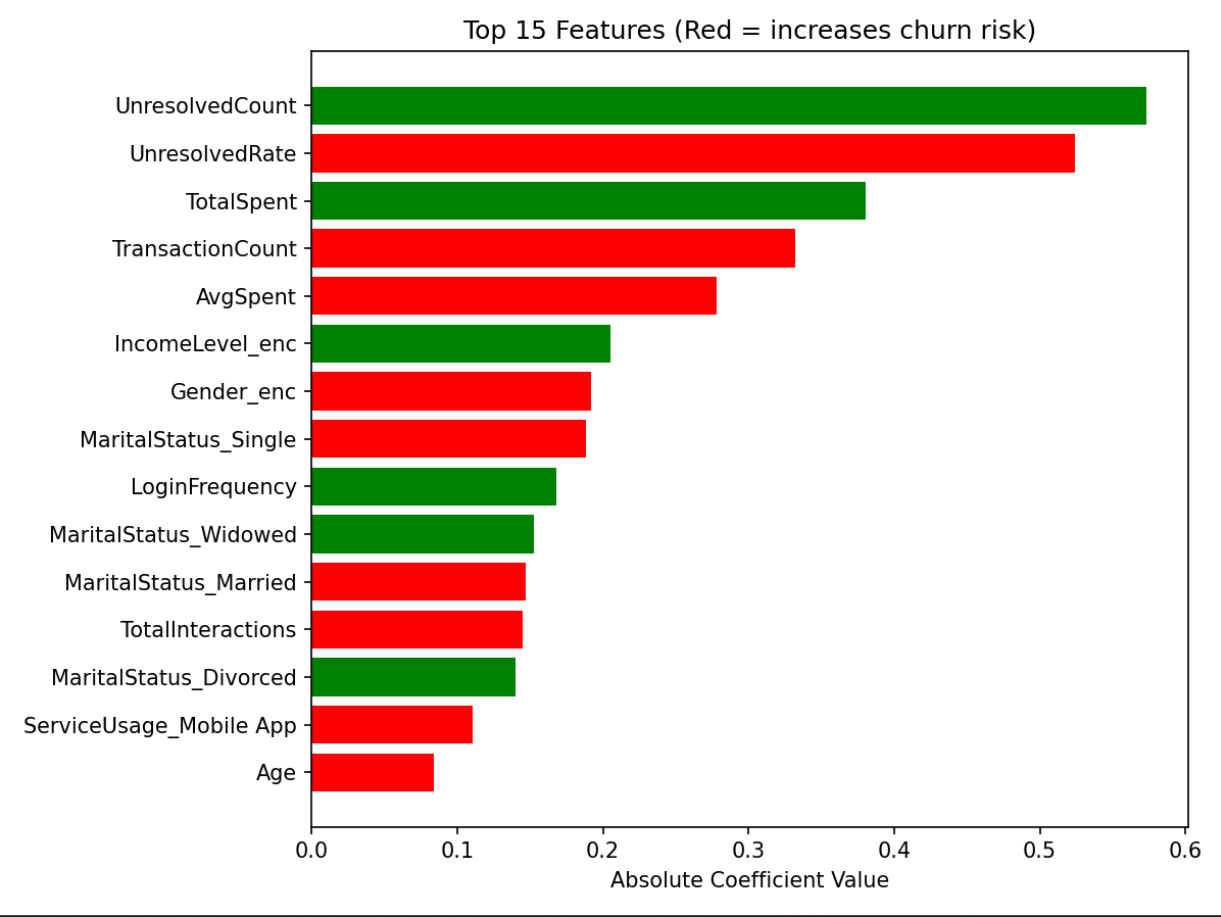 Top 15 Features (Red = increases churn risk)
UnresolvedCount
UnresolvedRate
TotalSpent
TransactionCount
AvgSpent
IncomeLevel_enc
Gender_enc
MaritalStatus_Single
LoginFrequency
MaritalStatus_Widowed
MaritalStatus_Married
TotalInteractions
MaritalStatus_Divorced
ServiceUsage_Mobile App
Age
0.0 0.1 0.2 0.3 0.4 0.5 0.6
Absolute Coefficient Value